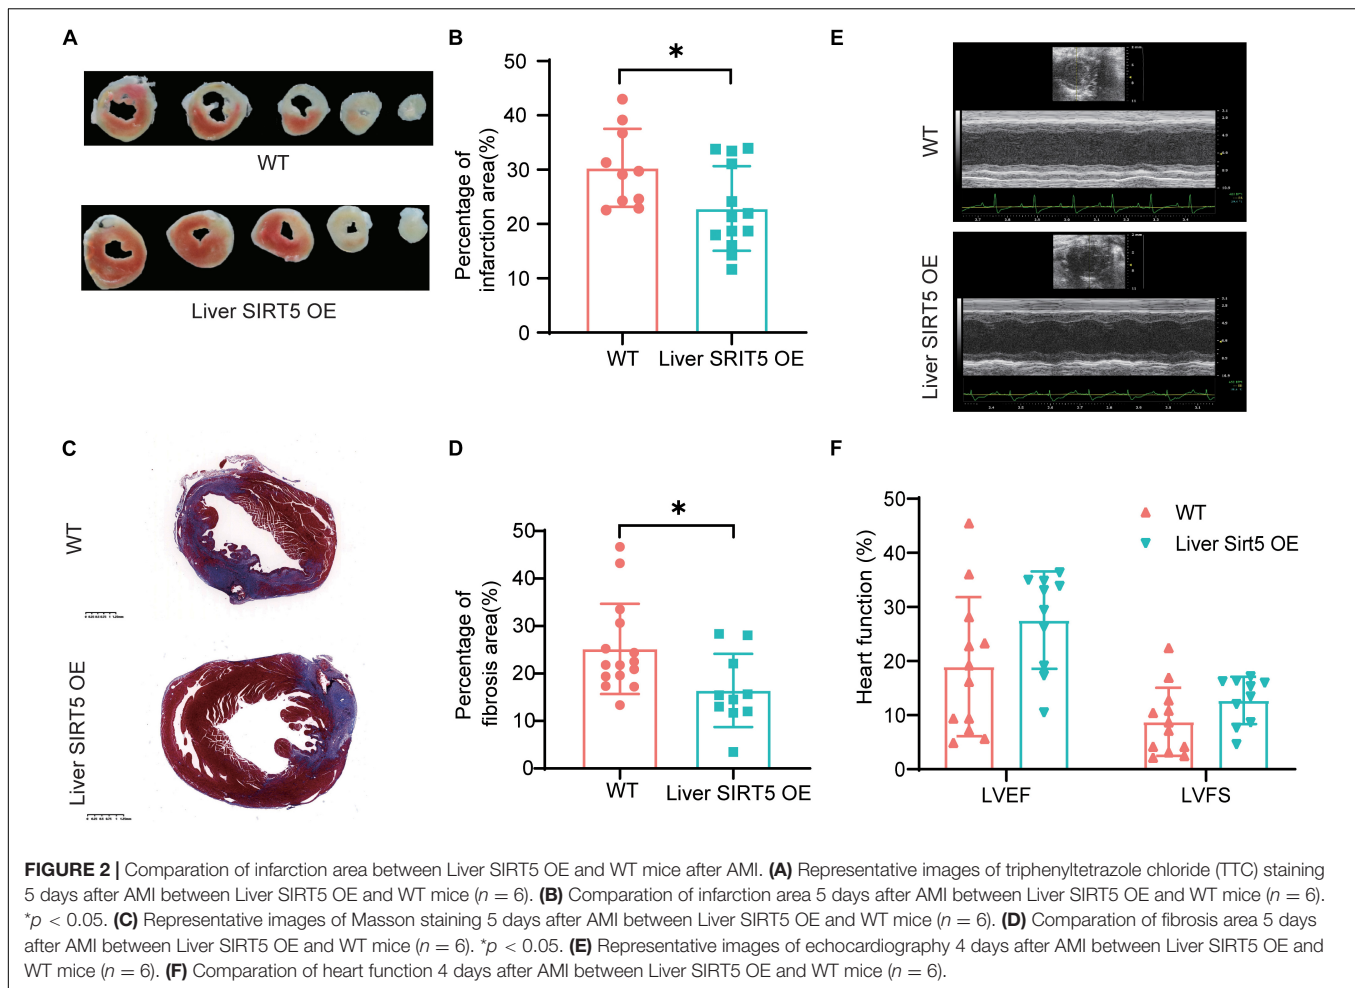 A
WT
Liver SIRT5 OE
B
*
Percentage of
infarction area(%)
50
40
30
20
10
0
WT
Liver SRIT5 OE
E
WT
Liver SIRT5 OE
C
WT
Liver SIRT5 OE
D
*
Percentage of
fibrosis area(%)
50
40
30
20
10
0
WT
Liver SIRT5 OE
F
Heart function (%)
50
40
30
20
10
0
WT
Liver Sirt5 OE
LVEF
LVFS
FIGURE 2 | Comparation of infarction area between Liver SIRT5 OE and WT mice after AMI. (A) Representative images of triphenyltetrazole chloride (TTC) staining
5 days after AMI between Liver SIRT5 OE and WT mice (n = 6). (B) Comparation of infarction area 5 days after AMI between Liver SIRT5 OE and WT mice (n = 6).
*p < 0.05. (C) Representative images of Masson staining 5 days after AMI between Liver SIRT5 OE and WT mice (n = 6). (D) Comparation of fibrosis area 5 days
after AMI between Liver SIRT5 OE and WT mice (n = 6). *p < 0.05. (E) Representative images of echocardiography 4 days after AMI between Liver SIRT5 OE and
WT mice (n = 6). (F) Comparation of heart function 4 days after AMI between Liver SIRT5 OE and WT mice (n = 6).